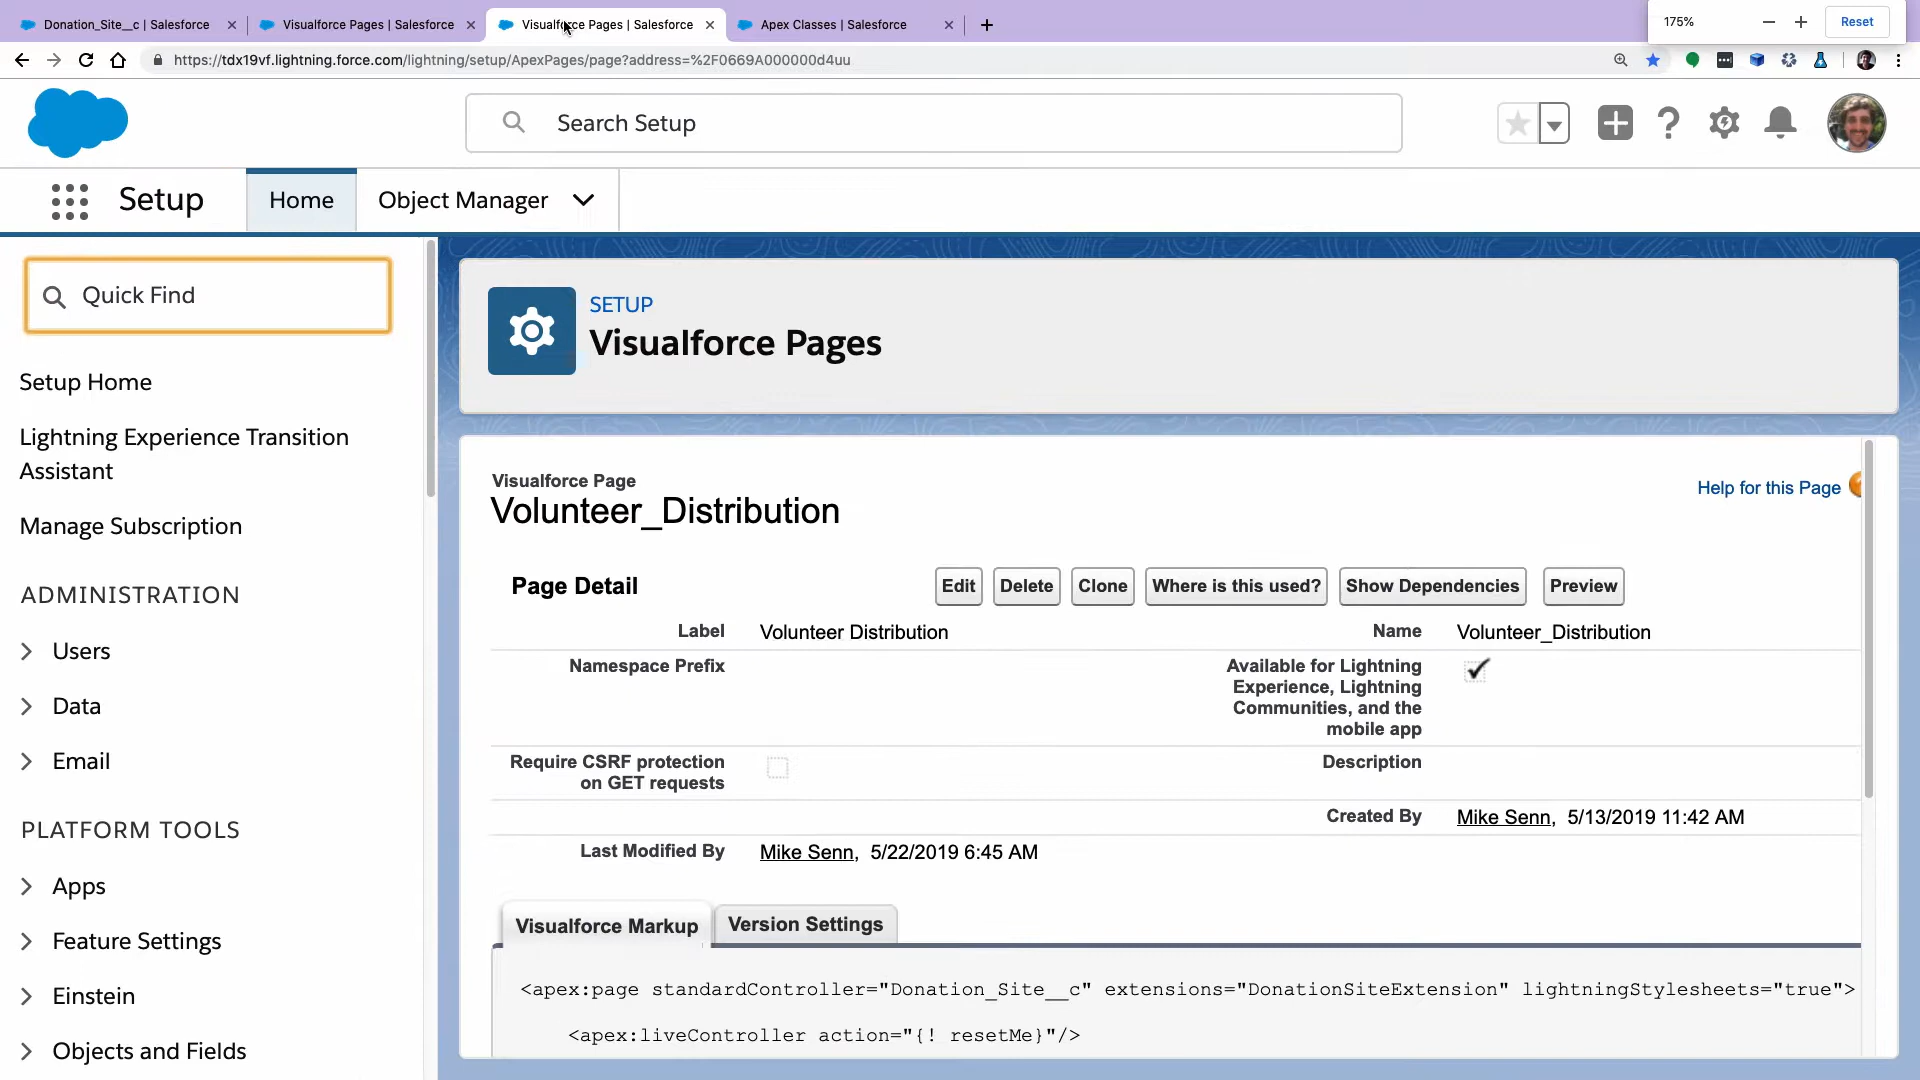 Donation_Site__c | Salesforce
Visualforce Pages | Salesforce
Visualforce Pages | Salesforce
Apex Classes | Salesforce
175%
Reset
https://tdx19vf.lightning.force.com/lightning/setup/ApexPages/page?address=%2F0669A000000d4uu
Search Setup
Setup
Home
Object Manager
Quick Find
Setup Home
Lightning Experience Transition
Assistant
Manage Subscription
ADMINISTRATION
Users
Data
Email
PLATFORM TOOLS
Apps
Feature Settings
Einstein
Objects and Fields
SETUP
Visualforce Pages
Visualforce Page
Volunteer_Distribution
Help for this Page
Page Detail
Edit
Delete
Clone
Where is this used?
Show Dependencies
Preview
Label
Volunteer Distribution
Name
Volunteer_Distribution
Namespace Prefix
Available for Lightning
Experience, Lightning
Communities, and the
mobile app
Require CSRF protection
on GET requests
Description
Created By
Mike Senn, 5/13/2019 11:42 AM
Last Modified By
Mike Senn, 5/22/2019 6:45 AM
Visualforce Markup
Version Settings
<apex:page standardController="Donation_Site__c" extensions="DonationSiteExtension" lightningStylesheets="true">
<apex:liveController action="{! resetMe}"/>